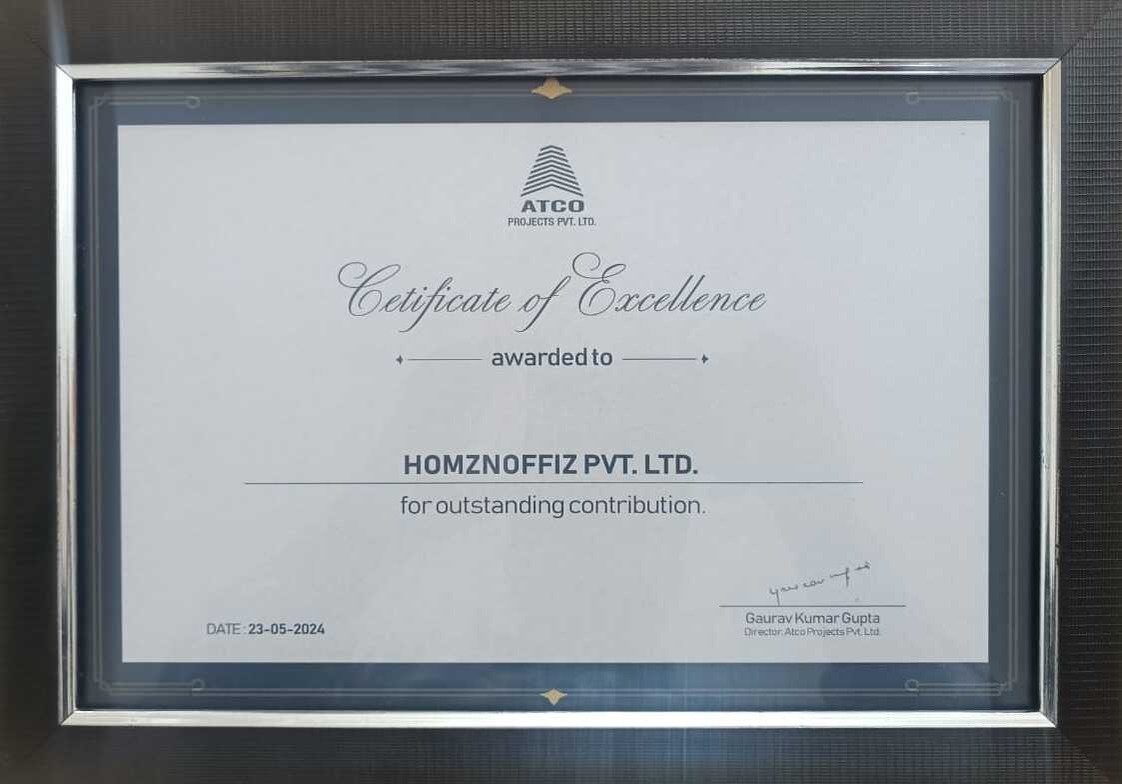 ATCO
PROJECTS PVT. LTD.
Cetificate of Excellence
awarded to
HOMZNOFFIZ PVT. LTD.
for outstanding contribution.
DATE : 23-05-2024
Gaurav Kumar Gupta
Director: Atco Projects Pvt. Ltd.